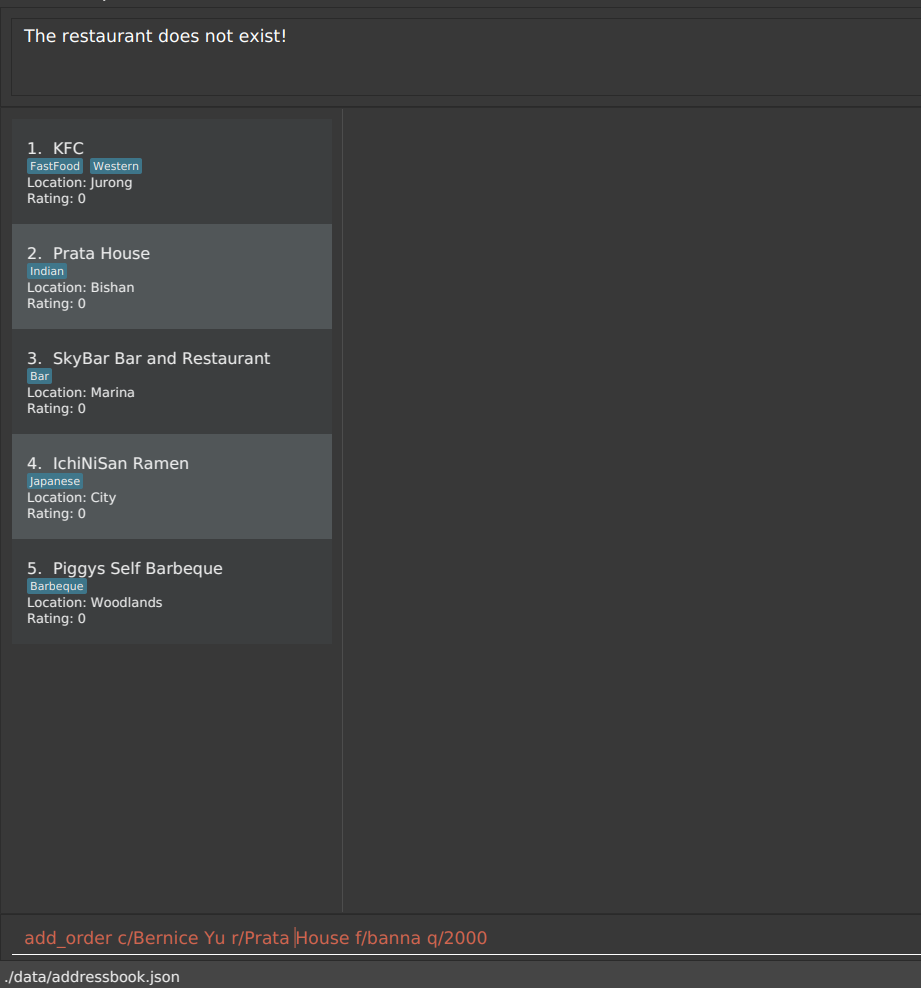 The restaurant does not exist!
1. KFC
FastFood Western
Location: Jurong
Rating: 0
2. Prata House
Indian
Location: Bishan
Rating: 0
3. SkyBar Bar and Restaurant
Bar
Location: Marina
Rating: 0
4. IchiNiSan Ramen
Japanese
Location: City
Rating: 0
5. Piggys Self Barbeque
Barbeque
Location: Woodlands
Rating: 0
add_order c/Bernice Yu r/Prata House f/banna q/2000
./data/addressbook.json